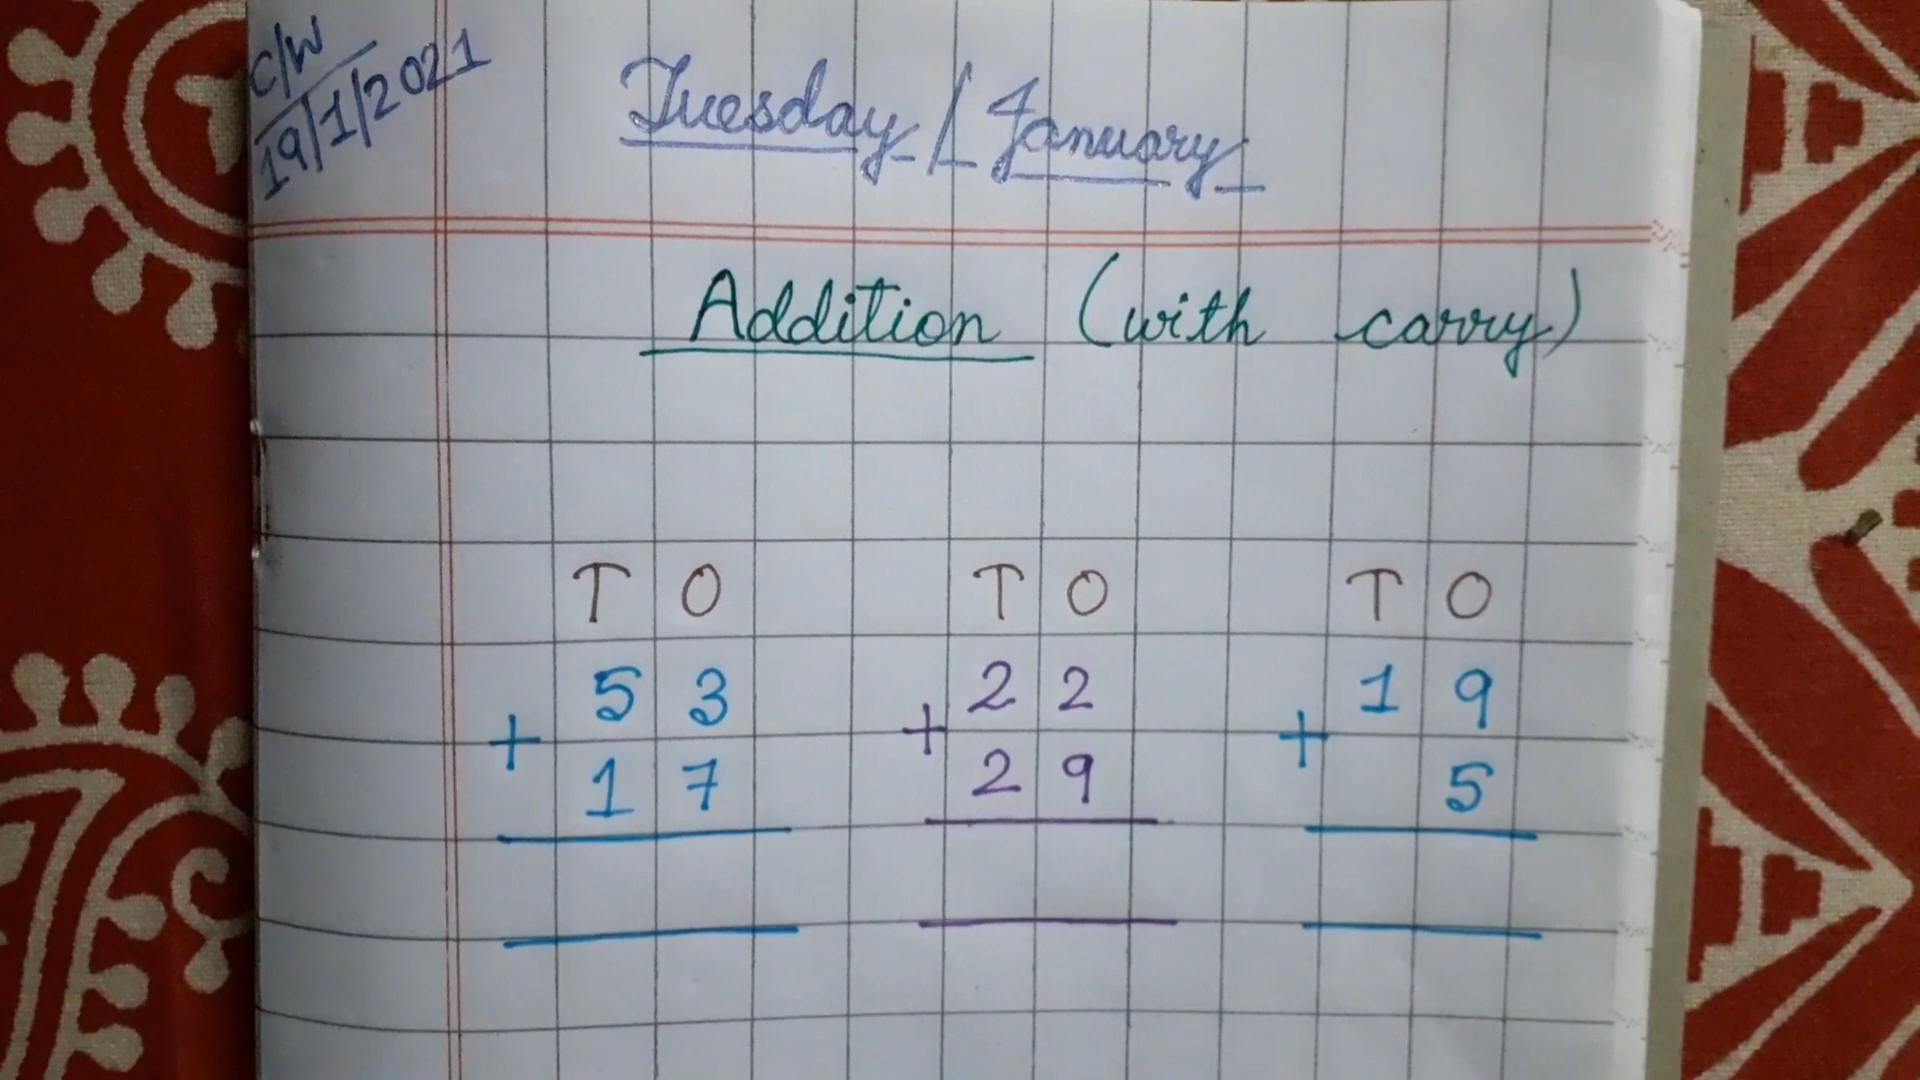 C/W
19/1/2021
Tuesday / January
Addition (with carry)
T O T O T O
5 3 2 2 1 9
+ + +
1 7 2 9 5